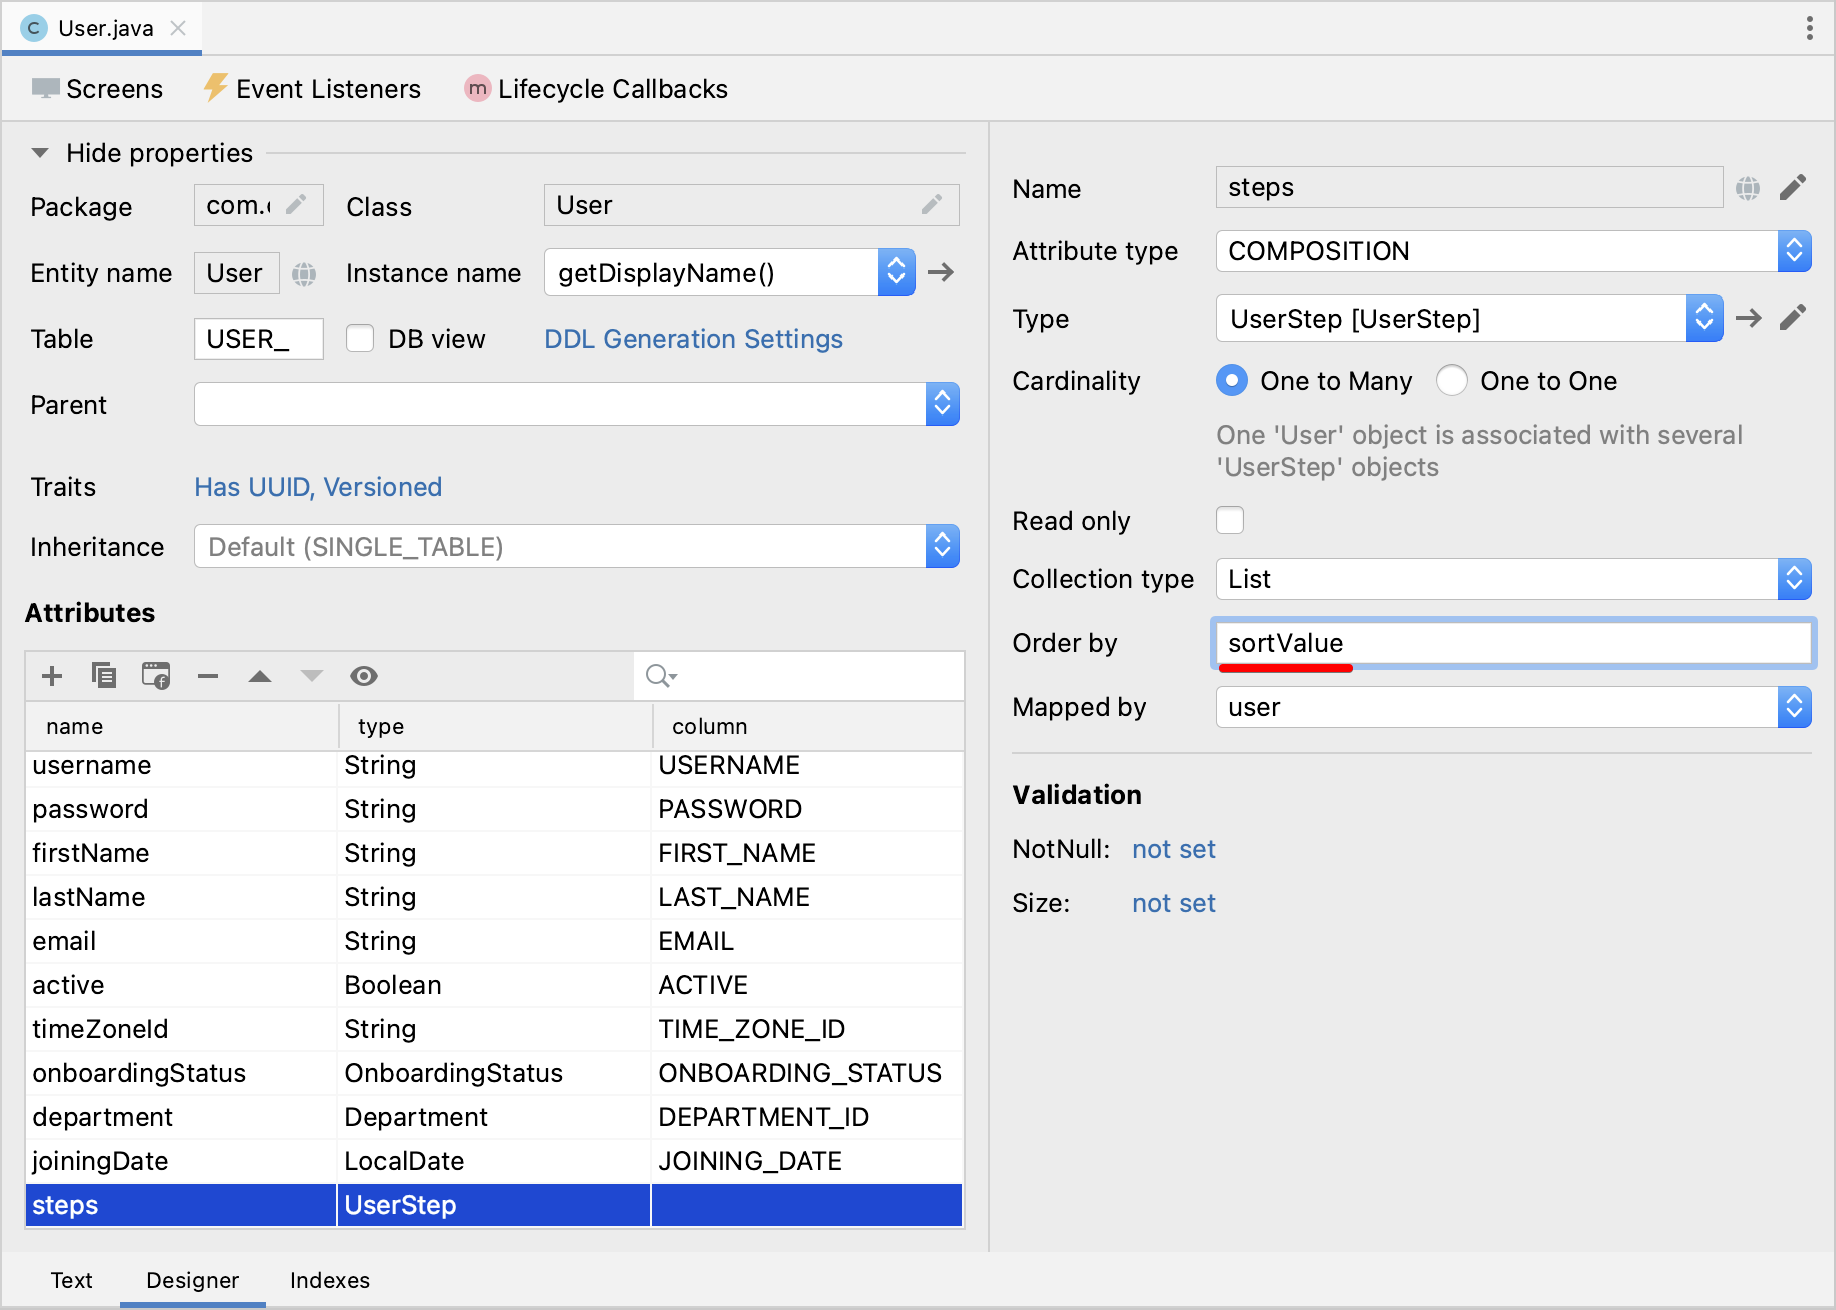 C User.java
Screens Event Listeners m Lifecycle Callbacks
Hide properties
Package com. Class User
Entity name User Instance name getDisplayName()
Table USER_ DB view DDL Generation Settings
Parent
Traits Has UUID, Versioned
Inheritance Default (SINGLE_TABLE)
Attributes
name type column
username String USERNAME
password String PASSWORD
firstName String FIRST_NAME
lastName String LAST_NAME
email String EMAIL
active Boolean ACTIVE
timeZoneId String TIME_ZONE_ID
onboardingStatus OnboardingStatus ONBOARDING_STATUS
department Department DEPARTMENT_ID
joiningDate LocalDate JOINING_DATE
steps UserStep
Name steps
Attribute type COMPOSITION
Type UserStep [UserStep]
Cardinality One to Many One to One
One 'User' object is associated with several
'UserStep' objects
Read only
Collection type List
Order by sortValue
Mapped by user
Validation
NotNull: not set
Size: not set
Text Designer Indexes